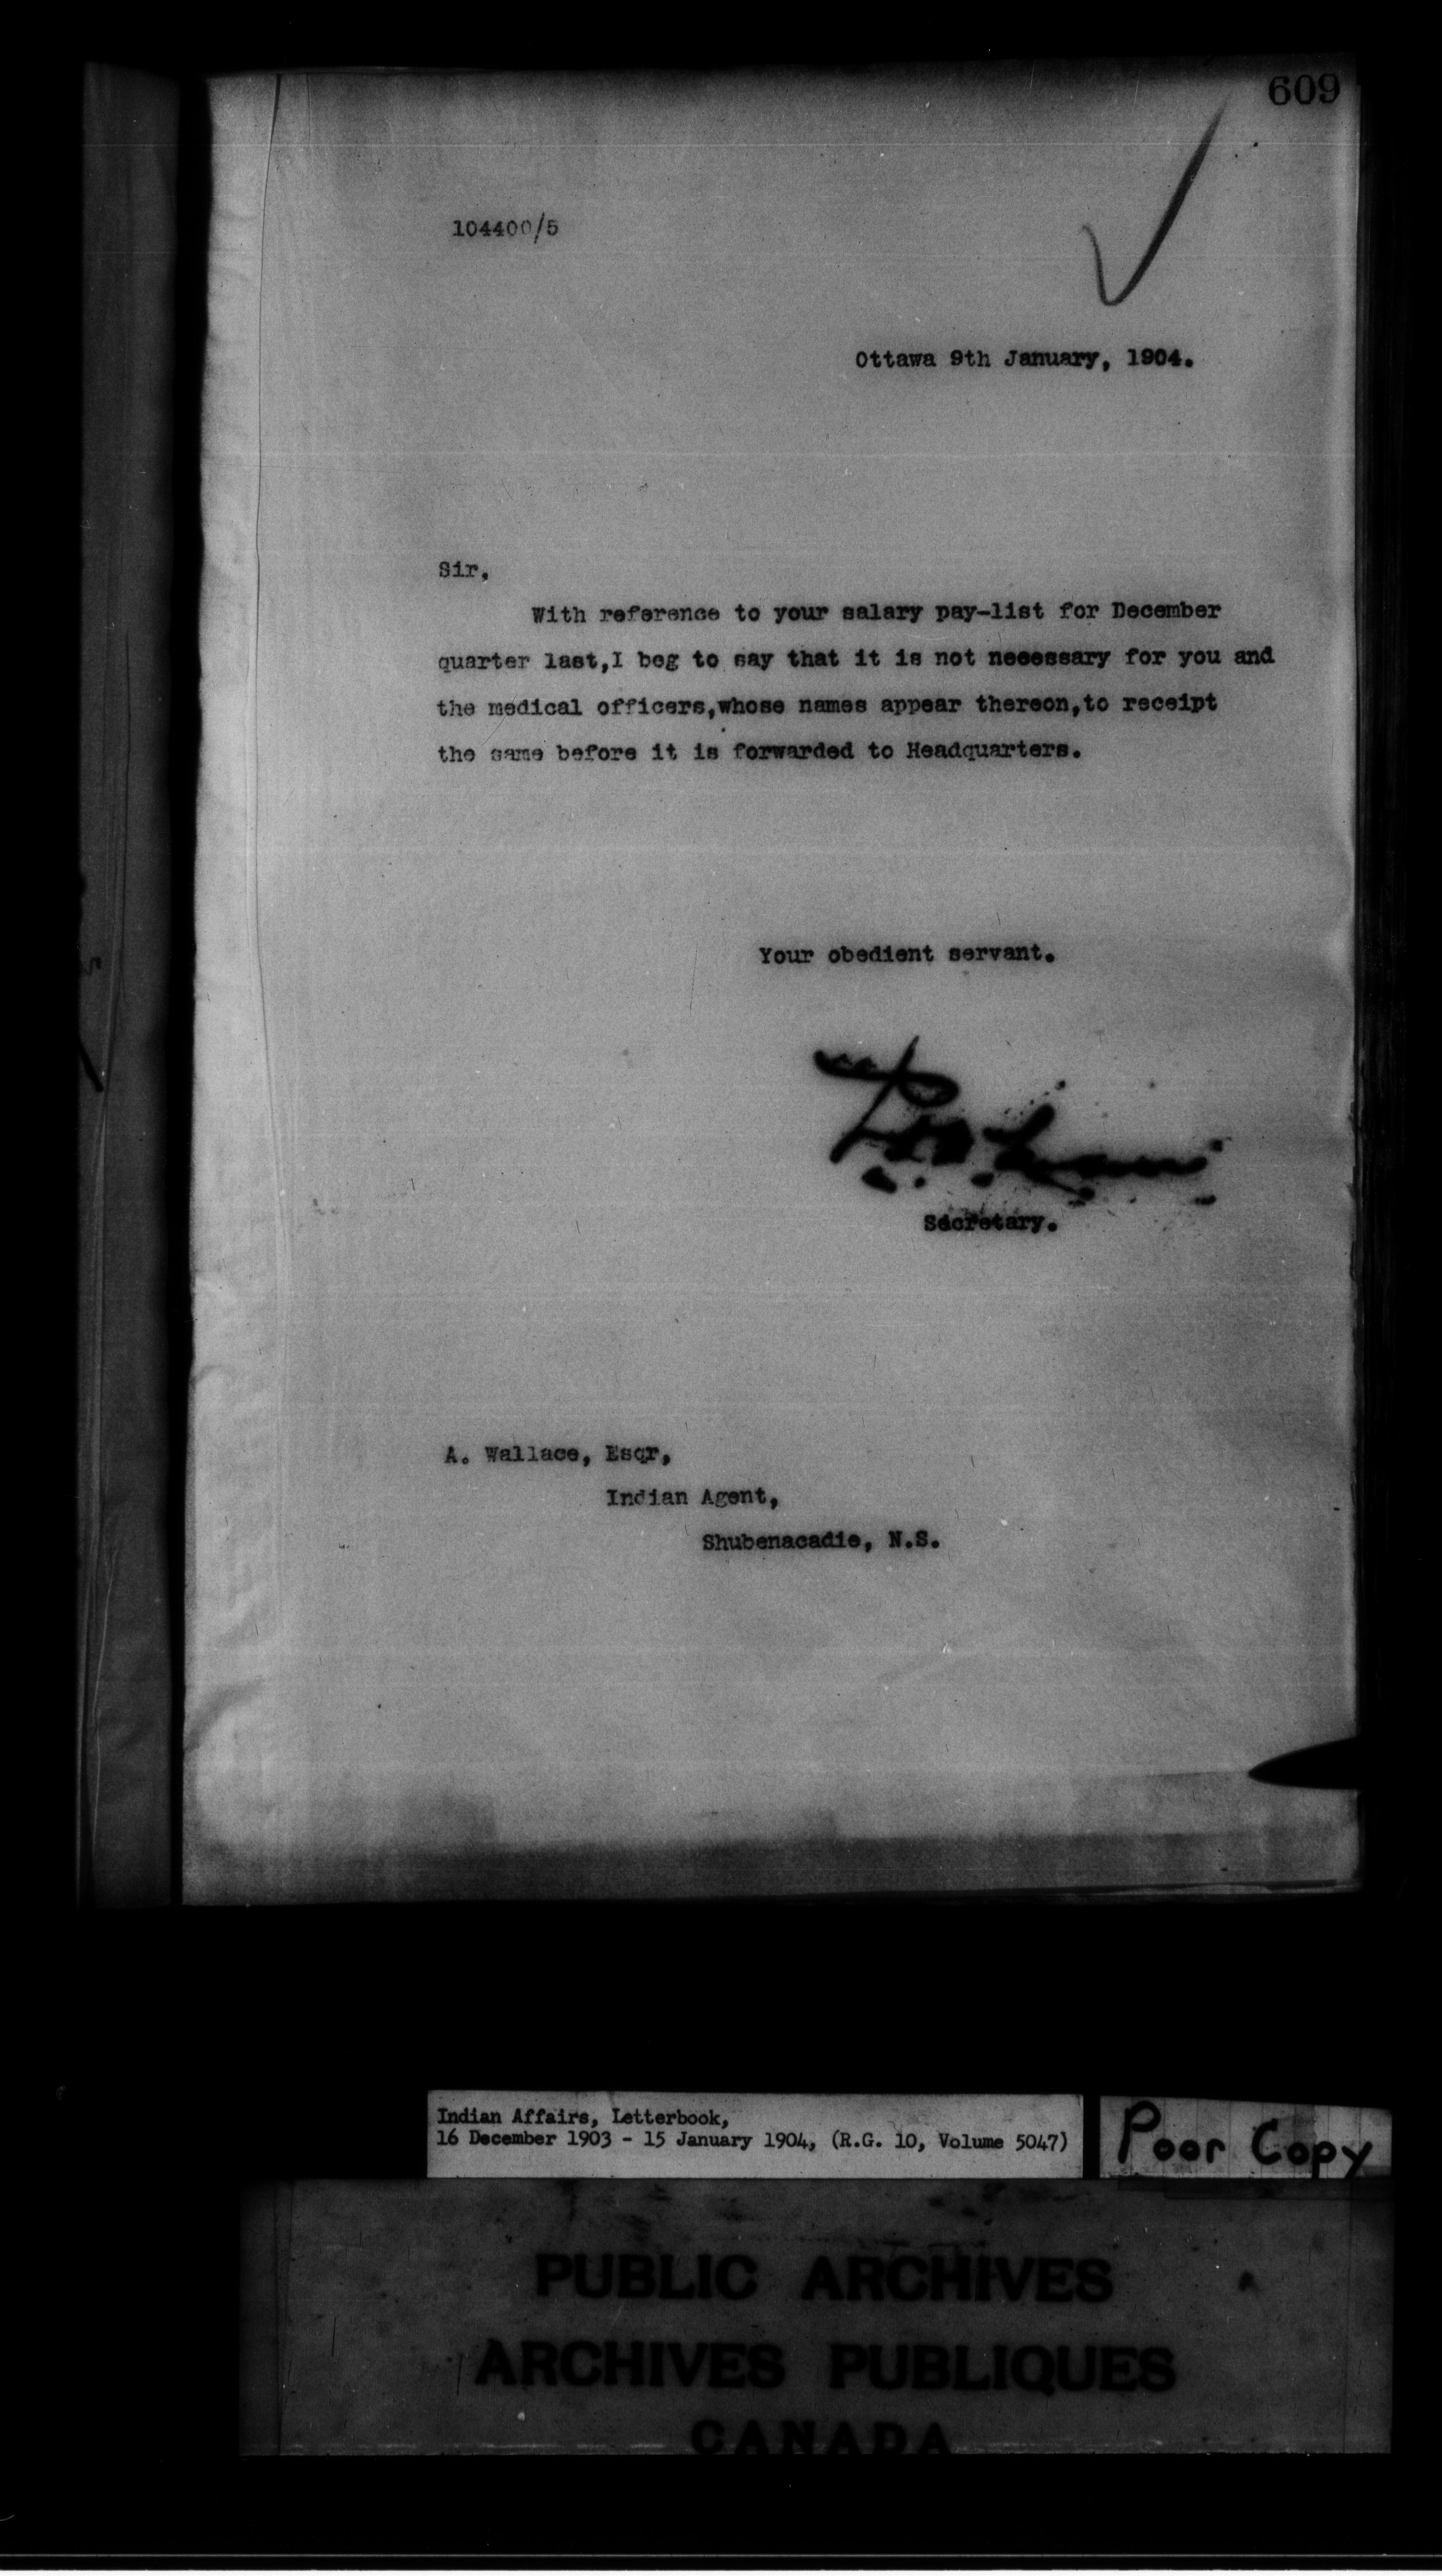 609
104400/5
Ottawa 9th January, 1904.
Sir,
With reference to your salary pay-list for December
quarter last,I beg to say that it is not necessary for you and
the medical officers,whose names appear thereon,to receipt
the same before it is forwarded to Headquarters.
Your obedient servant.
Secretary.
A. Wallace, Esqr,
Indian Agent,
Shubenacadie, N.S.
Indian Affairs, Letterbook,
16 December 1903 - 15 January 1904, (R.G. 10, Volume 5047)
Poor Copy
PUBLIC ARCHIVES
ARCHIVES PUBLIQUES
CANADA